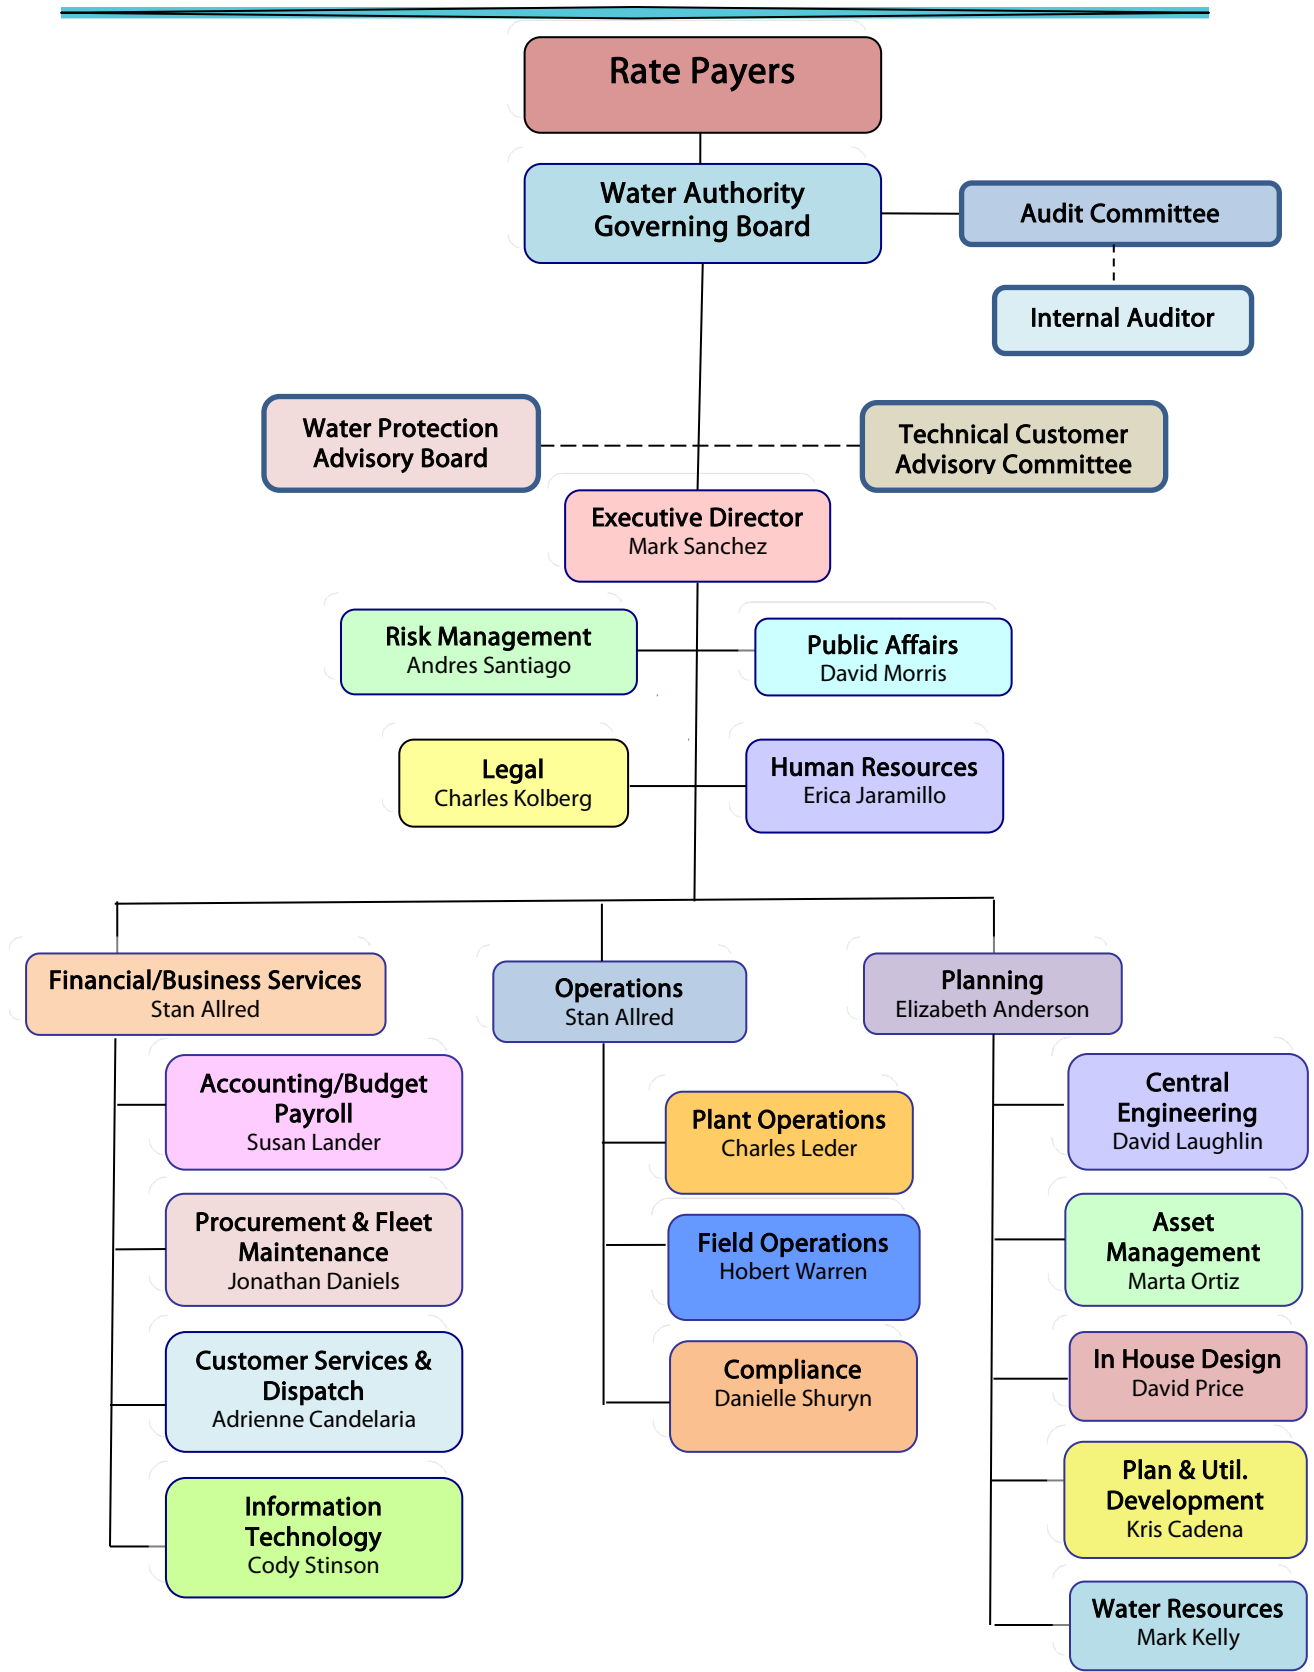 Rate Payers
Water Authority
Governing Board
Audit Committee
Internal Auditor
Water Protection
Advisory Board
Technical Customer
Advisory Committee
Executive Director
Mark Sanchez
Risk Management
Andres Santiago
Public Affairs
David Morris
Legal
Charles Kolberg
Human Resources
Erica Jaramillo
Financial/Business Services
Stan Allred
Operations
Stan Allred
Planning
Elizabeth Anderson
Accounting/Budget
Payroll
Susan Lander
Procurement & Fleet
Maintenance
Jonathan Daniels
Customer Services &
Dispatch
Adrienne Candelaria
Information
Technology
Cody Stinson
Plant Operations
Charles Leder
Field Operations
Hobert Warren
Compliance
Danielle Shuryn
Central
Engineering
David Laughlin
Asset
Management
Marta Ortiz
In House Design
David Price
Plan & Util.
Development
Kris Cadena
Water Resources
Mark Kelly